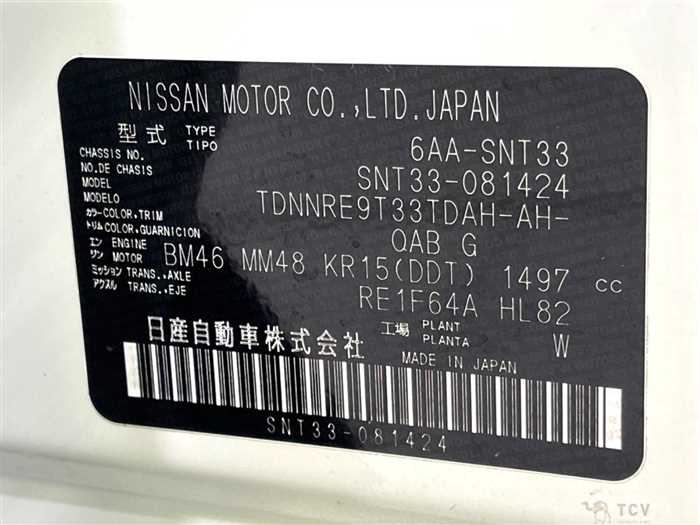 NISSAN MOTOR CO.,LTD.JAPAN
型式 TYPE TIPO 6AA-SNT33
CHASSIS NO.
NO.DE CHASIS SNT33-081424
MODEL
MODELO TDNNRE9T33TDAH-AH-
カラー COLOR,TRIM
トリム COLOR,GUARNICION QAB G
エン ENGINE
ジン MOTOR BM46 MM48 KR15(DDT) 1497 cc
ミッション TRANS.,AXLE
アクスル TRANS.,EJE RE1F64A HL82
日産自動車株式会社 工場 PLANT PLANTA W
MADE IN JAPAN
SNT33-081424
TCV